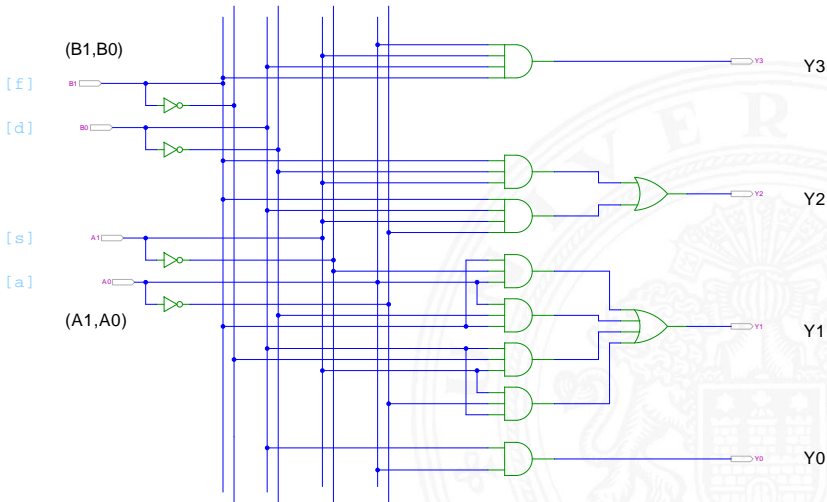 (B1,B0)
[f] B1
Y3 Y3
[d] B0
Y2 Y2
[s] A1
[a] A0
(A1,A0)
Y1 Y1
Y0 Y0
Y E R